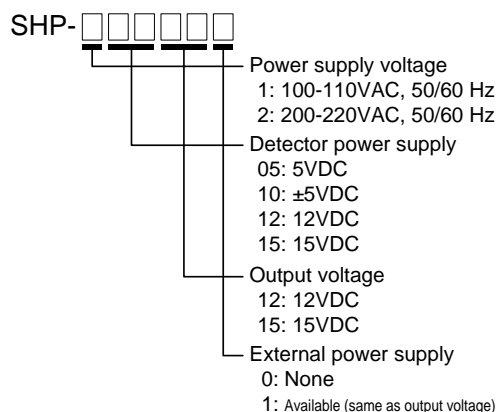 SHP-□□□□□□
Power supply voltage
1: 100-110VAC, 50/60 Hz
2: 200-220VAC, 50/60 Hz
Detector power supply
05: 5VDC
10: ±5VDC
12: 12VDC
15: 15VDC
Output voltage
12: 12VDC
15: 15VDC
External power supply
0: None
1: Available (same as output voltage)